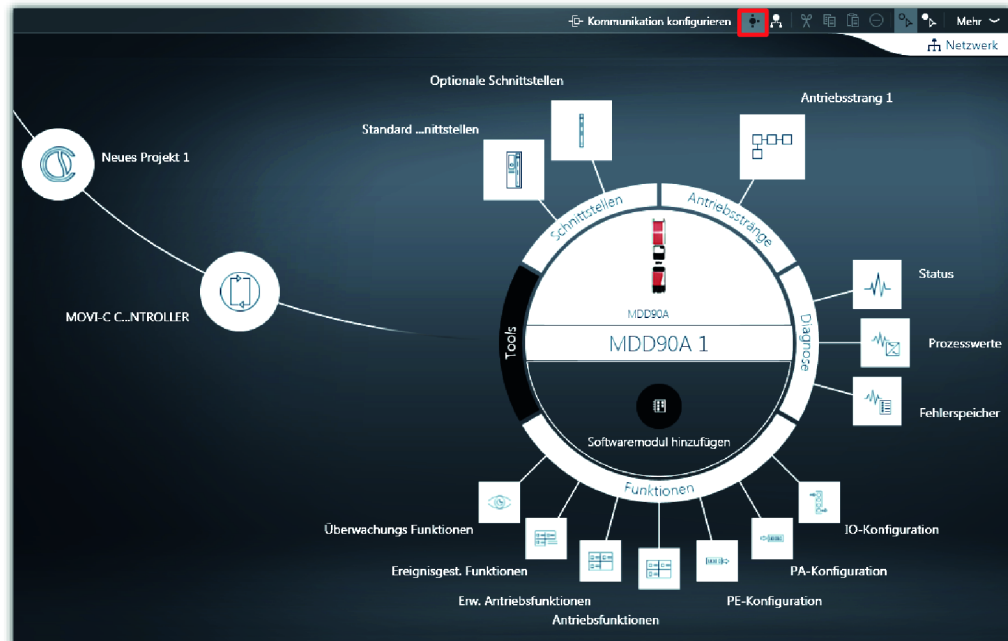 Kommunikation konfigurieren
Mehr
Netzwerk
Optionale Schnittstellen
Antriebsstrang 1
Standard ...nittstellen
Neues Projekt 1
Schnittstellen
Antriebsstränge
Status
MOVI-C C...NTROLLER
MDD90A
Tools
MDD90A 1
Diagnose
Prozesswerte
Fehlerspeicher
Softwaremodul hinzufügen
Funktionen
Überwachungs Funktionen
IO-Konfiguration
Ereignisgest. Funktionen
PA-Konfiguration
Erw. Antriebsfunktionen
PE-Konfiguration
Antriebsfunktionen